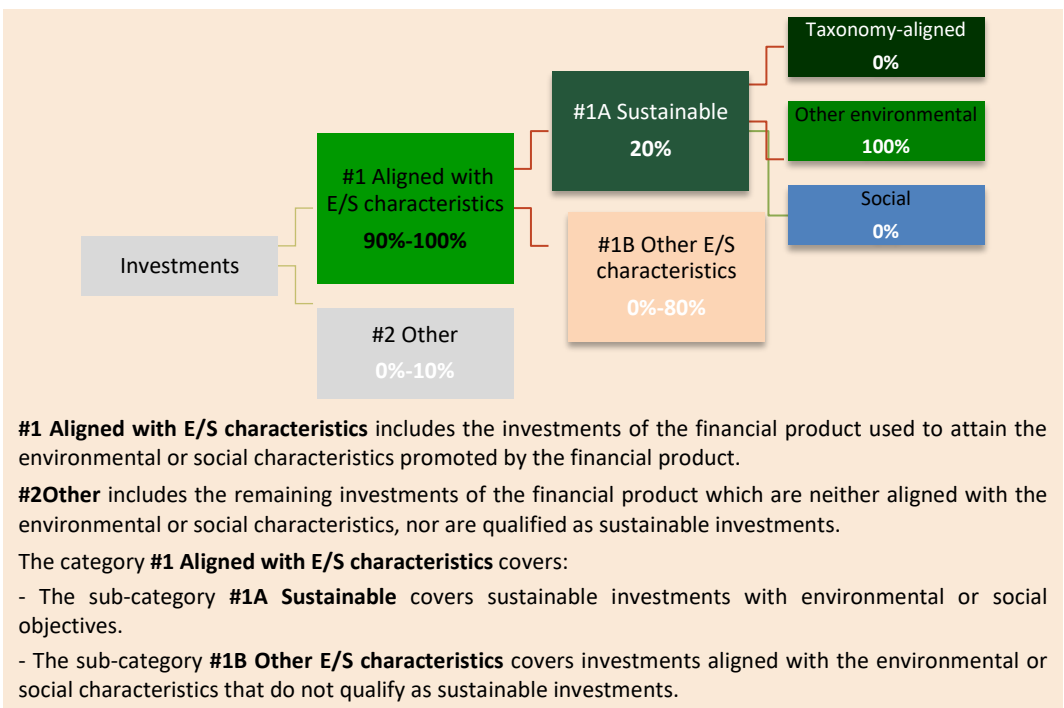 Taxonomy-aligned
0%
#1A Sustainable
20%
Other environmental
100%
#1 Aligned with
E/S characteristics
90%-100%
Social
0%
#1B Other E/S
characteristics
0%-80%
Investments
#2 Other
0%-10%
#1 Aligned with E/S characteristics includes the investments of the financial product used to attain the
environmental or social characteristics promoted by the financial product.
#2Other includes the remaining investments of the financial product which are neither aligned with the
environmental or social characteristics, nor are qualified as sustainable investments.
The category #1 Aligned with E/S characteristics covers:
- The sub-category #1A Sustainable covers sustainable investments with environmental or social
objectives.
- The sub-category #1B Other E/S characteristics covers investments aligned with the environmental or
social characteristics that do not qualify as sustainable investments.